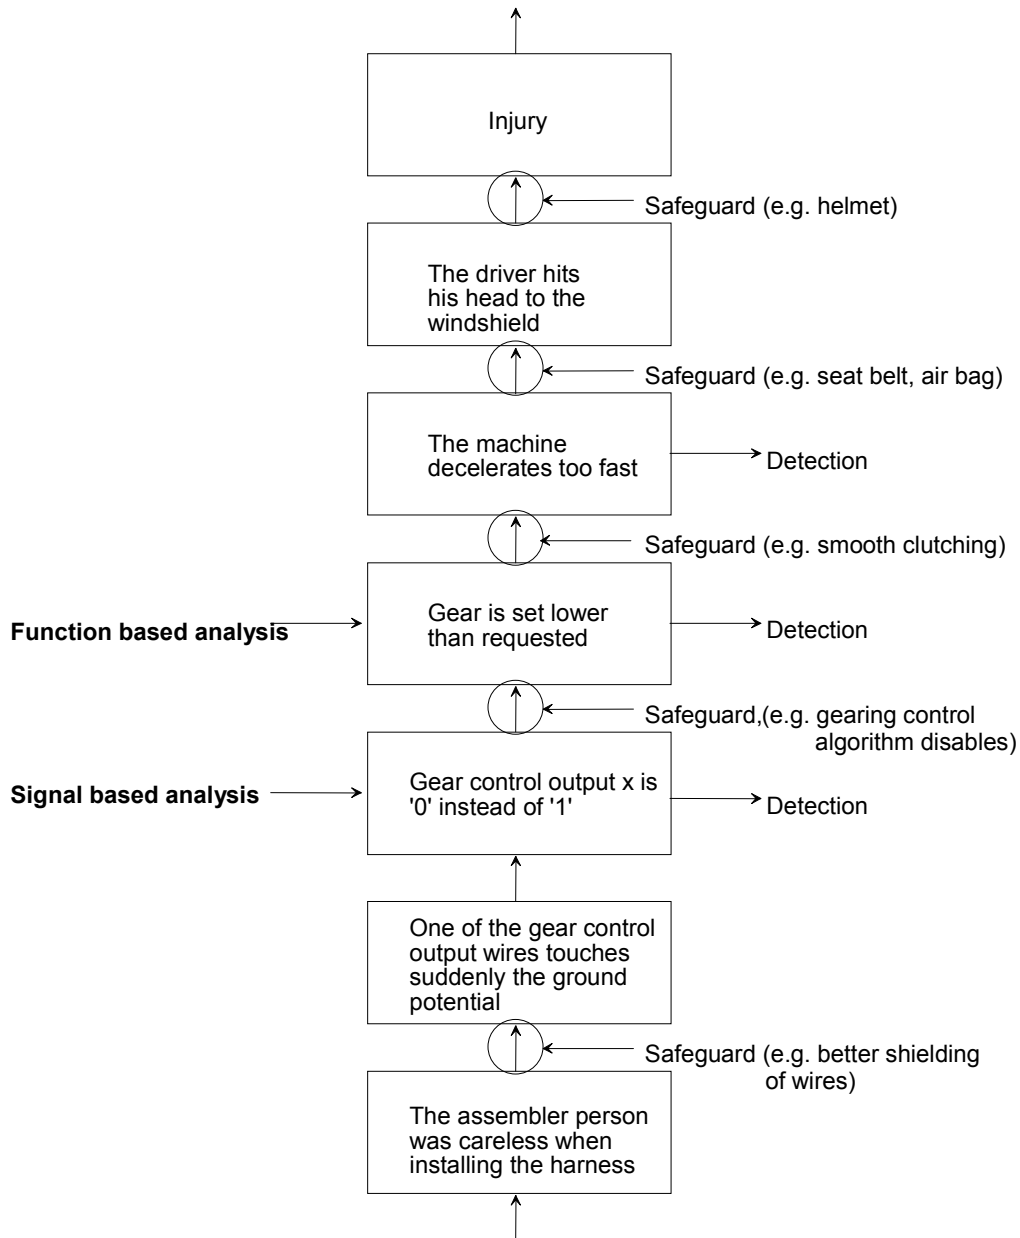 Injury
Safeguard (e.g. helmet)
The driver hits
his head to the
windshield
Safeguard (e.g. seat belt, air bag)
The machine
decelerates too fast
Detection
Safeguard (e.g. smooth clutching)
Function based analysis
Gear is set lower
than requested
Detection
Safeguard,(e.g. gearing control
algorithm disables)
Signal based analysis
Gear control output x is
'0' instead of '1'
Detection
One of the gear control
output wires touches
suddenly the ground
potential
Safeguard (e.g. better shielding
of wires)
The assembler person
was careless when
installing the harness